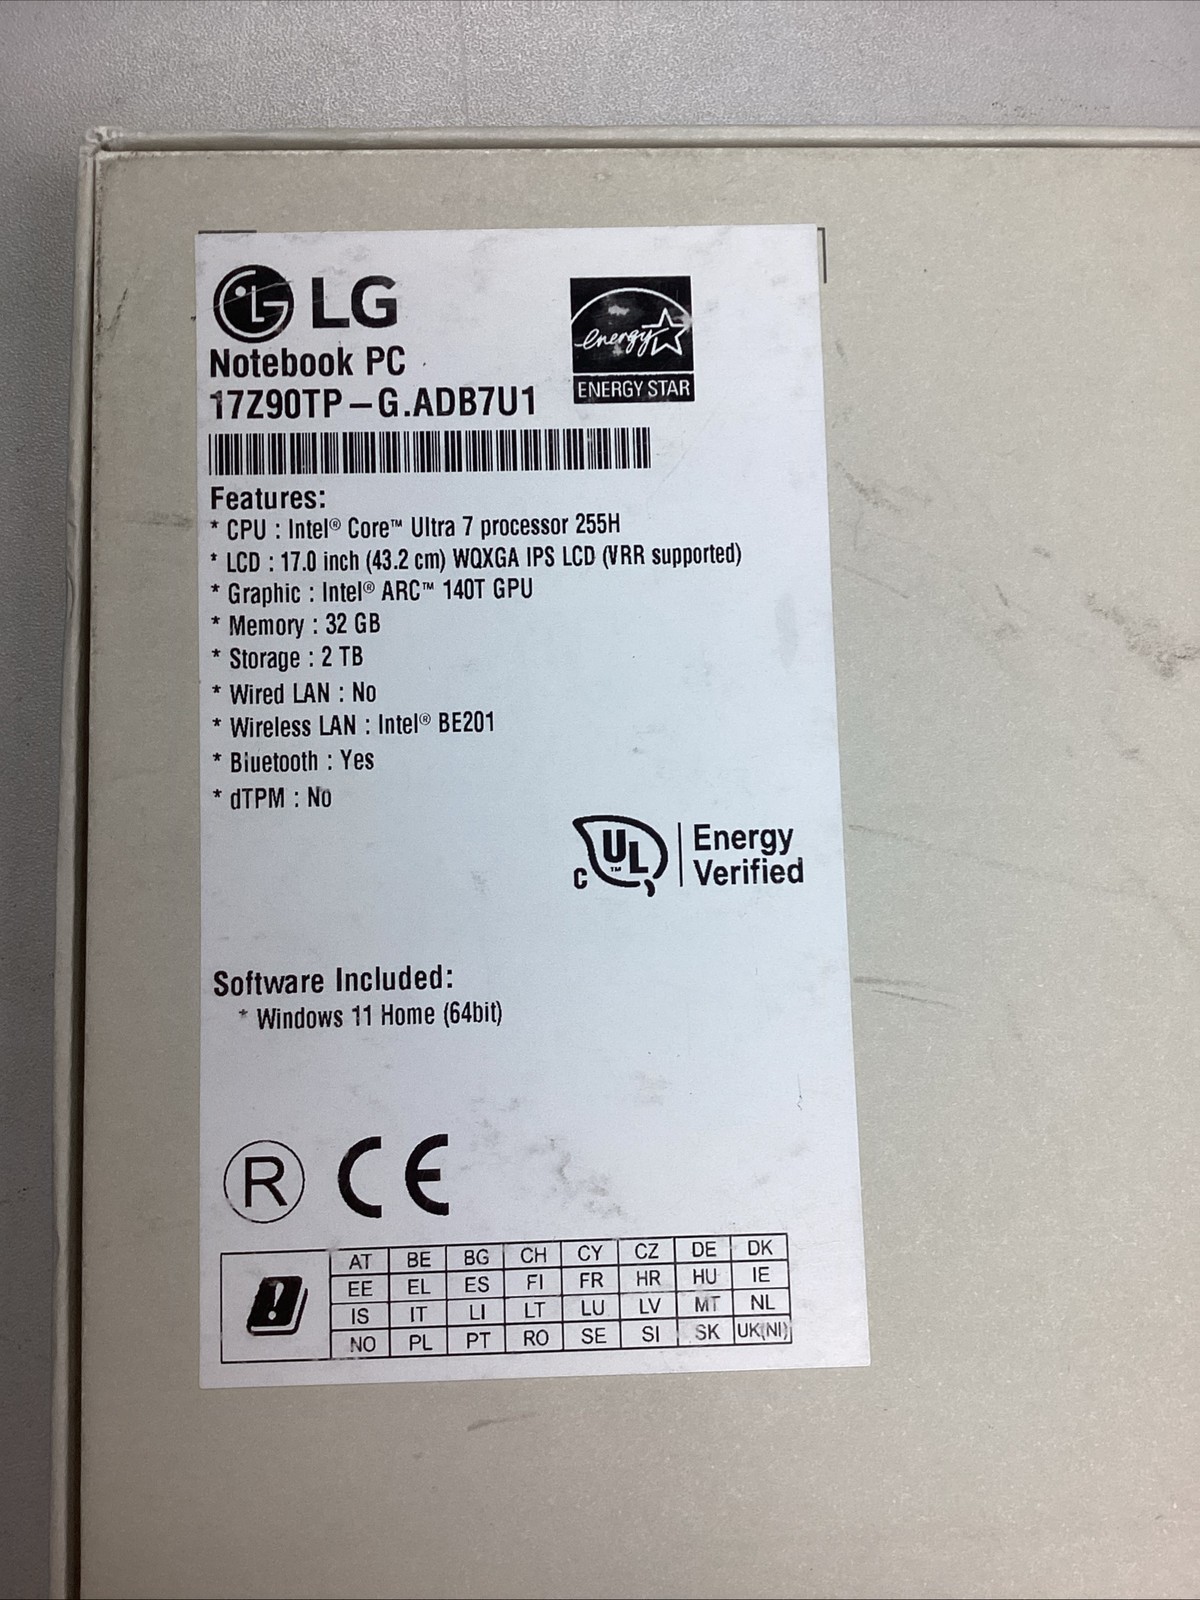 LG
Notebook PC
17Z90TP-G.ADB7U1
energy
ENERGY STAR
Features:
* CPU : Intel® Core™ Ultra 7 processor 255H
* LCD : 17.0 inch (43.2 cm) WQXGA IPS LCD (VRR supported)
* Graphic : Intel® ARC™ 140T GPU
* Memory : 32 GB
* Storage : 2 TB
* Wired LAN : No
* Wireless LAN : Intel® BE201
* Bluetooth : Yes
* dTPM : No
C UL™ Energy
Verified
Software Included:
* Windows 11 Home (64bit)
R CE
! AT BE BG CH CY CZ DE DK
EE EL ES FI FR HR HU IE
IS IT LI LT LU LV MT NL
NO PL PT RO SE SI SK UK(NI)